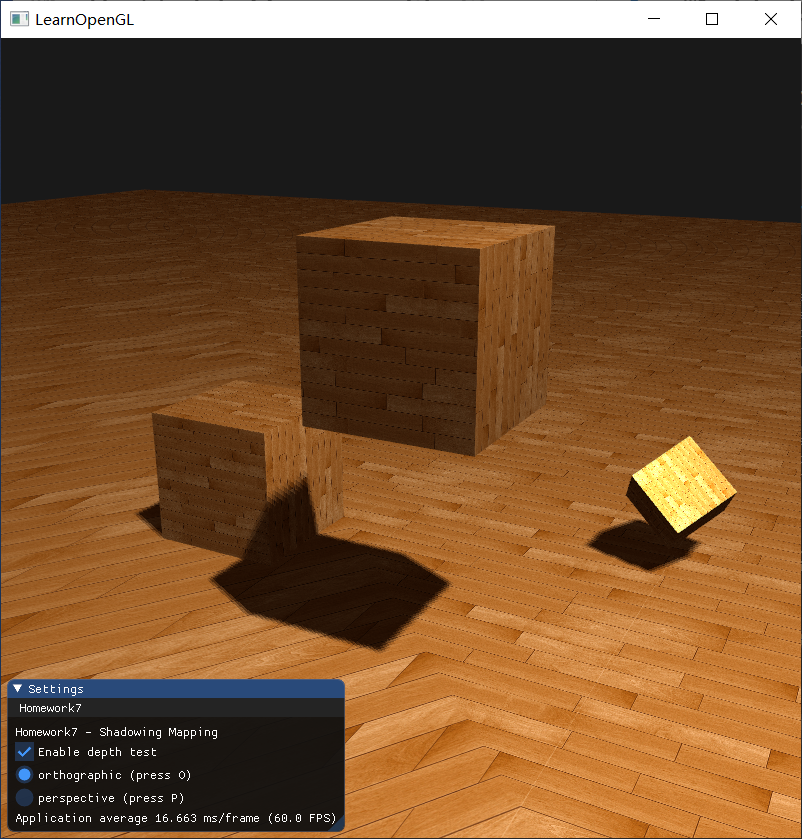 LearnOpenGL
Settings
Homework7
Homework7 - Shadowing Mapping
Enable depth test
orthographic (press O)
perspective (press P)
Application average 16.663 ms/frame (60.0 FPS)